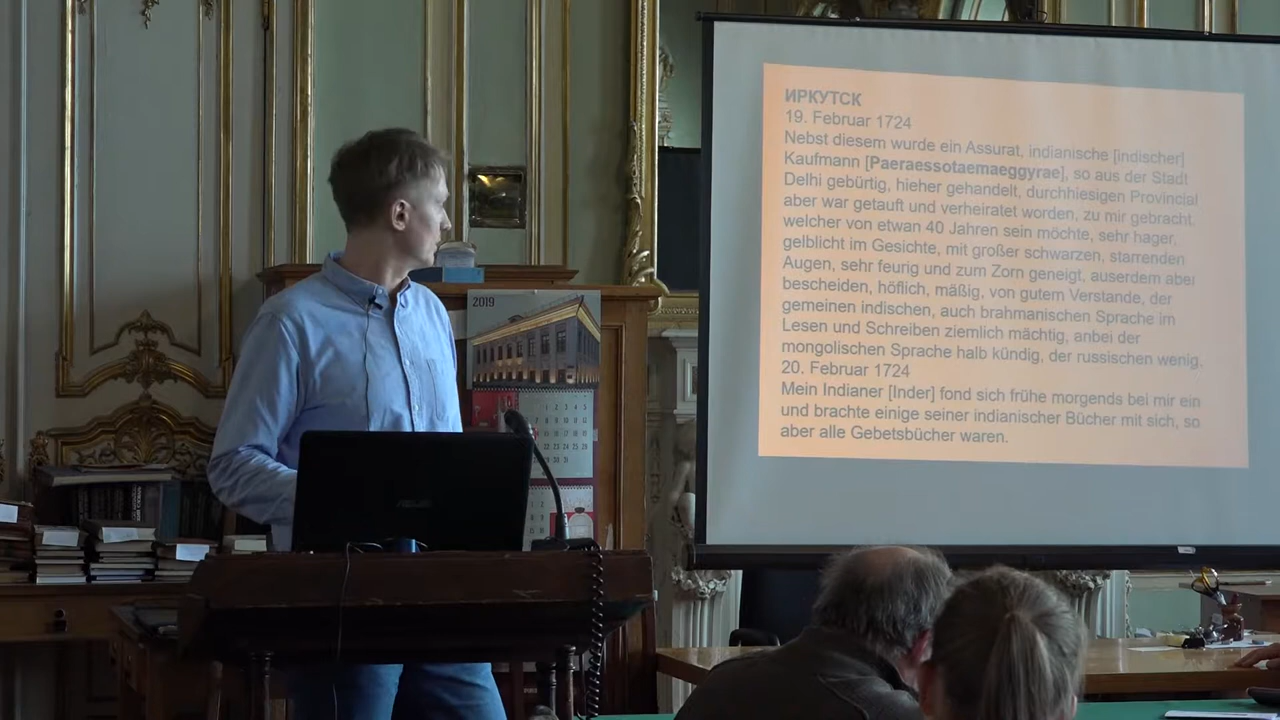 ИРКУТСК
19. Februar 1724
Nebst diesem wurde ein Assurat, indianische [indischer]
Kaufmann [Paeraessotaemaeggyrae], so aus der Stadt
Delhi gebürtig, hieher gehandelt, durchhiesigen Provincial
aber war getauft und verheiratet worden, zu mir gebracht.
welcher von etwan 40 Jahren sein möchte, sehr hager,
gelblicht im Gesichte, mit großer schwarzen, starrenden
Augen, sehr feurig und zum Zorn geneigt, auserdem aber
bescheiden, höflich, mäßig, von gutem Verstande, der
gemeinen indischen, auch brahmanischen Sprache im
Lesen und Schreiben ziemlich mächtig, anbei der
mongolischen Sprache halb kündig, der russischen wenig.
20. Februar 1724
Mein Indianer [Inder] fond sich frühe morgends bei mir ein
und brachte einige seiner indianischer Bücher mit sich, so
aber alle Gebetsbücher waren.
2019
ASUS